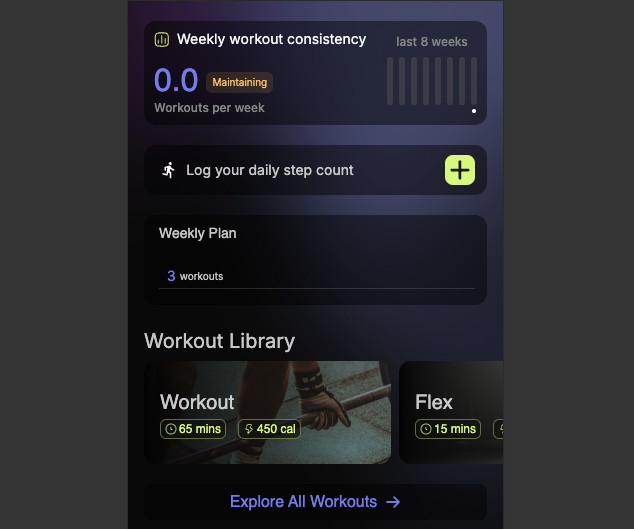 Weekly workout consistency
last 8 weeks
0.0 Maintaining
Workouts per week
Log your daily step count
Weekly Plan
3 workouts
Workout Library
Workout
65 mins 450 cal
Flex
15 mins
Explore All Workouts →